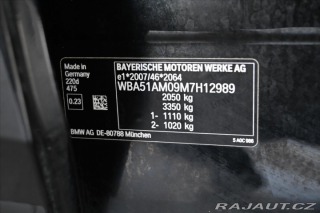 Made in
Germany
220d
475
0.23
BAYERISCHE MOTOREN WERKE AG
e1*2007/46*2064
WBA51AM09M7H12989
2050 kg
3350 kg
1- 1110 kg
2- 1020 kg
BMW AG DE-80788 München
RAJAUT.CZ